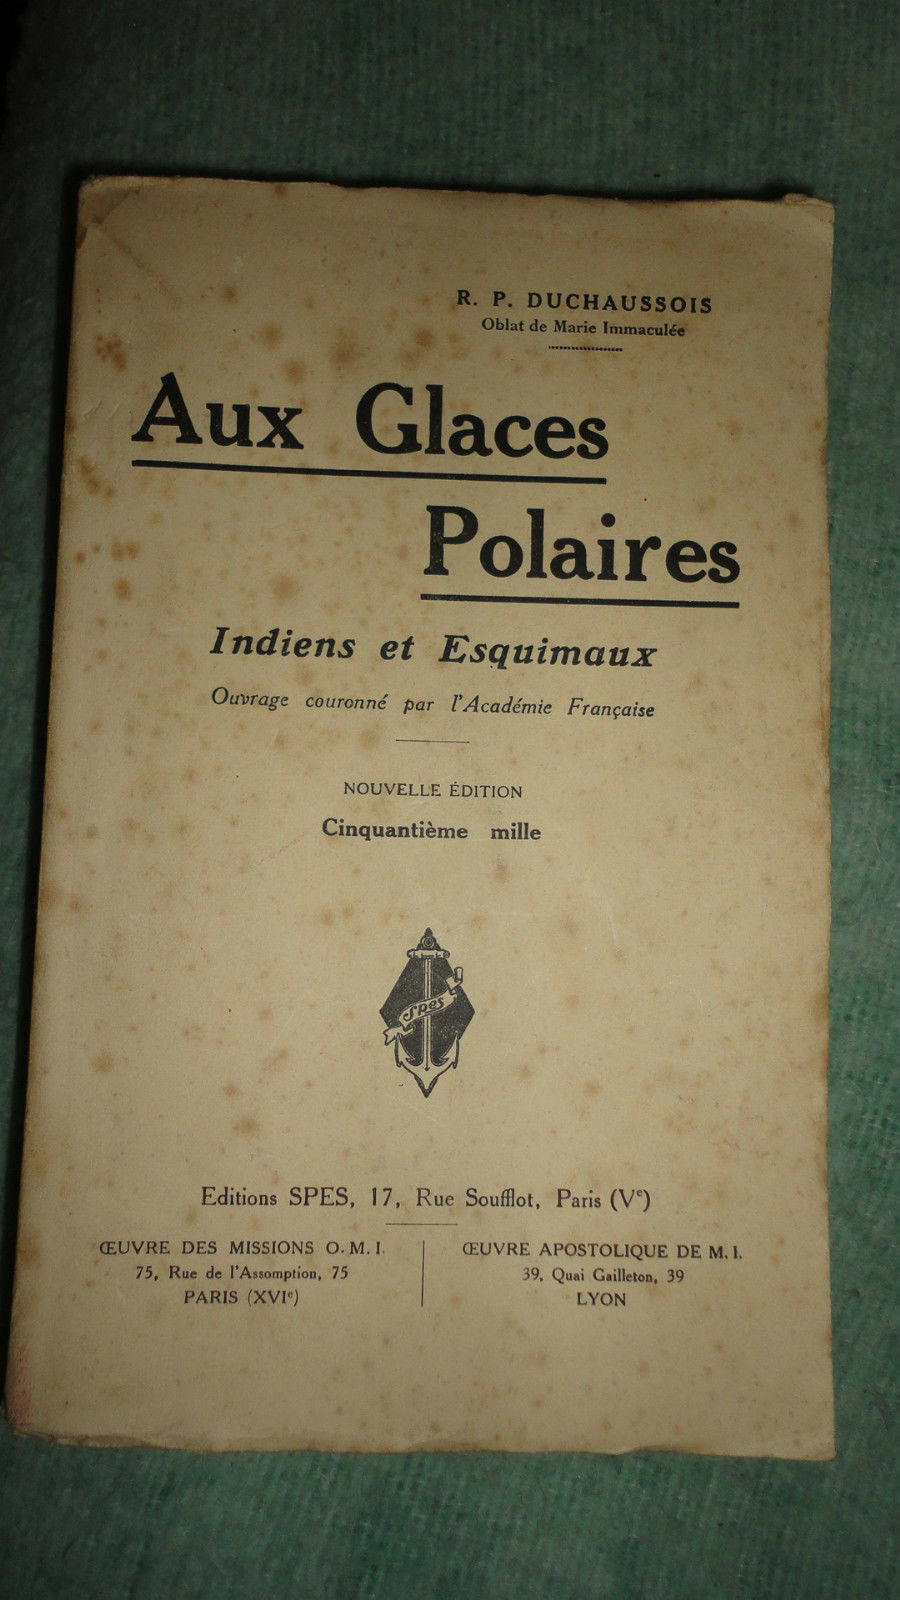 R. P. DUCHAUSSOIS
Oblat de Marie Immaculée
Aux Glaces
Polaires
Indiens et Esquimaux
Ouvrage couronné par l'Académie Française
NOUVELLE ÉDITION
Cinquantième mille
Spes
Editions SPES, 17, Rue Soufflot, Paris (Ve)
ŒUVRE DES MISSIONS O. M. I.
75, Rue de l'Assomption, 75
PARIS (XVIe)
ŒUVRE APOSTOLIQUE DE M. I.
39, Quai Gailleton, 39
LYON